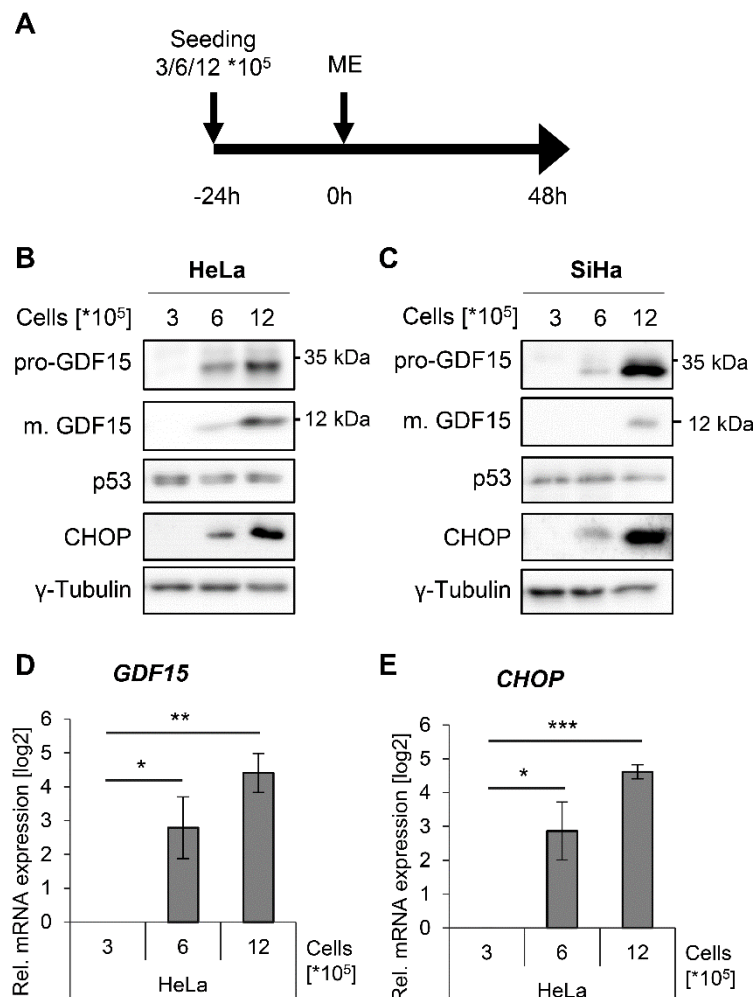 A
Seeding
3/6/12 *10⁵
ME
-24h
0h
48h
B
HeLa
Cells [*10⁵]
3
6
12
pro-GDF15
35 kDa
m. GDF15
12 kDa
p53
CHOP
γ-Tubulin
C
SiHa
Cells [*10⁵]
3
6
12
pro-GDF15
35 kDa
m. GDF15
12 kDa
p53
CHOP
γ-Tubulin
D
GDF15
Rel. mRNA expression [log2]
6
5
4
3
2
1
0
*
**
3
6
12
Cells
[*10⁵]
HeLa
E
CHOP
Rel. mRNA expression [log2]
6
5
4
3
2
1
0
*
***
3
6
12
Cells
[*10⁵]
HeLa